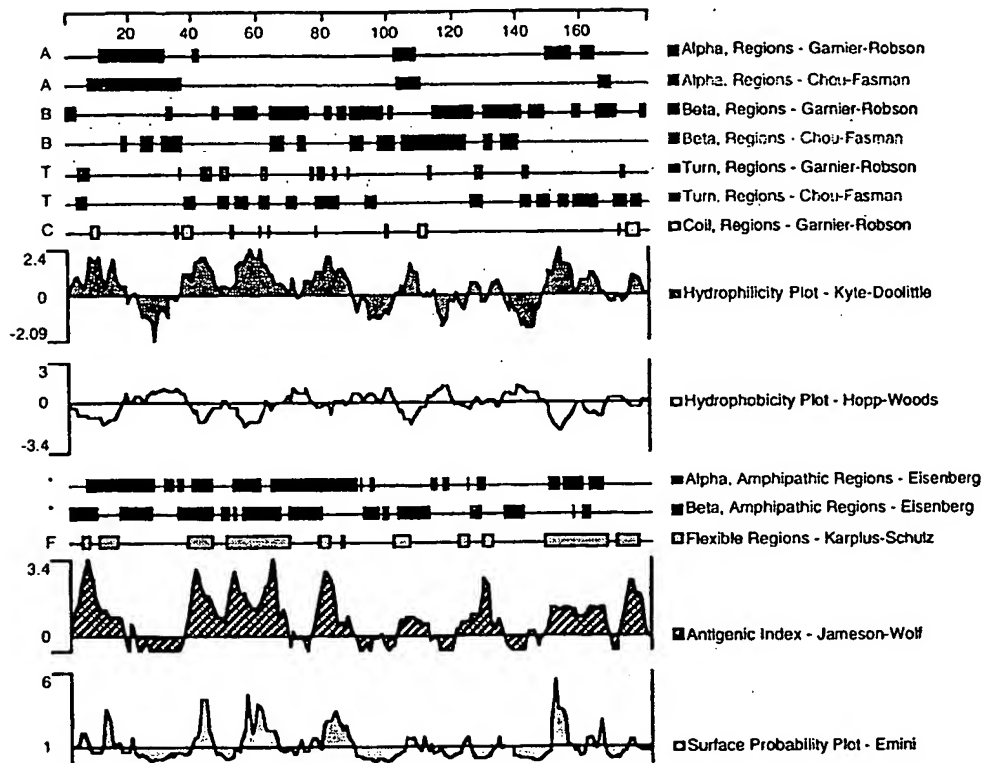 20 40 60 80 100 120 140 160
A Alpha, Regions - Garnier-Robson
A Alpha, Regions - Chou-Fasman
B Beta, Regions - Garnier-Robson
B Beta, Regions - Chou-Fasman
T Turn, Regions - Garnier-Robson
T Turn, Regions - Chou-Fasman
C Coil, Regions - Garnier-Robson
2.4
0 Hydrophilicity Plot - Kyte-Doolittle
-2.09
3
0 Hydrophobicity Plot - Hopp-Woods
-3.4
* Alpha, Amphipathic Regions - Eisenberg
* Beta, Amphipathic Regions - Eisenberg
F Flexible Regions - Karplus-Schulz
3.4
0 Antigenic Index - Jameson-Wolf
6
1 Surface Probability Plot - Emini